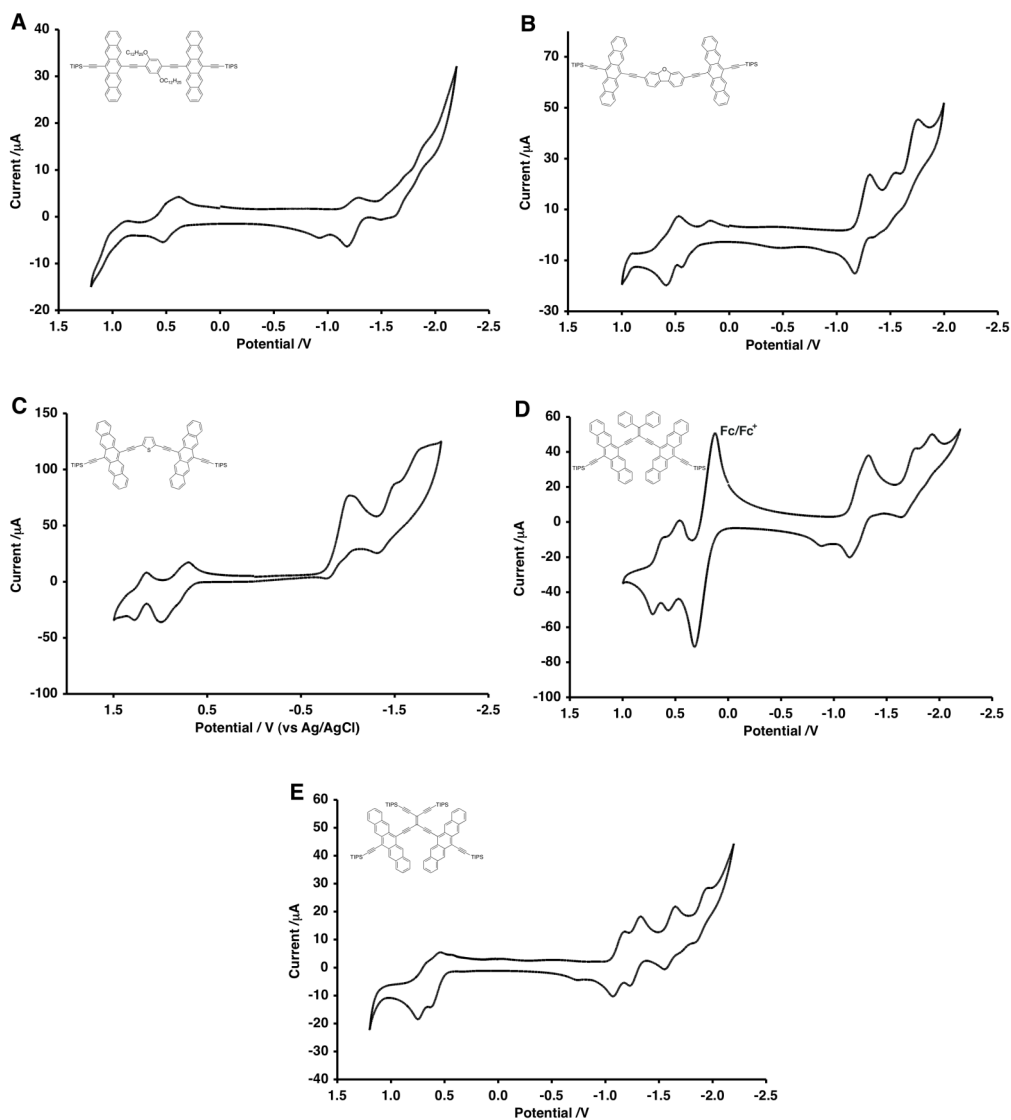 A
40
30
20
10
0
-10
-20
1.5 1.0 0.5 0.0 -0.5 -1.0 -1.5 -2.0 -2.5
Current /μA
Potential /V
TIPS
C₁₂H₂₅O
OC₁₂H₂₅
TIPS
B
70
50
30
10
-10
-30
1.5 1.0 0.5 0.0 -0.5 -1.0 -1.5 -2.0 -2.5
Current /μA
Potential /V
TIPS
O
TIPS
C
150
100
50
0
-50
-100
1.5 0.5 -0.5 -1.5 -2.5
Current /μA
Potential / V (vs Ag/AgCl)
TIPS
S
TIPS
D
60
40
20
0
-20
-40
-60
-80
-100
1.5 1.0 0.5 0.0 -0.5 -1.0 -1.5 -2.0 -2.5
Current /μA
Potential /V
Fc/Fc⁺
TIPS
TIPS
E
60
50
40
30
20
10
0
-10
-20
-30
-40
1.5 1.0 0.5 0.0 -0.5 -1.0 -1.5 -2.0 -2.5
Current /μA
Potential /V
TIPS
TIPS
TIPS
TIPS